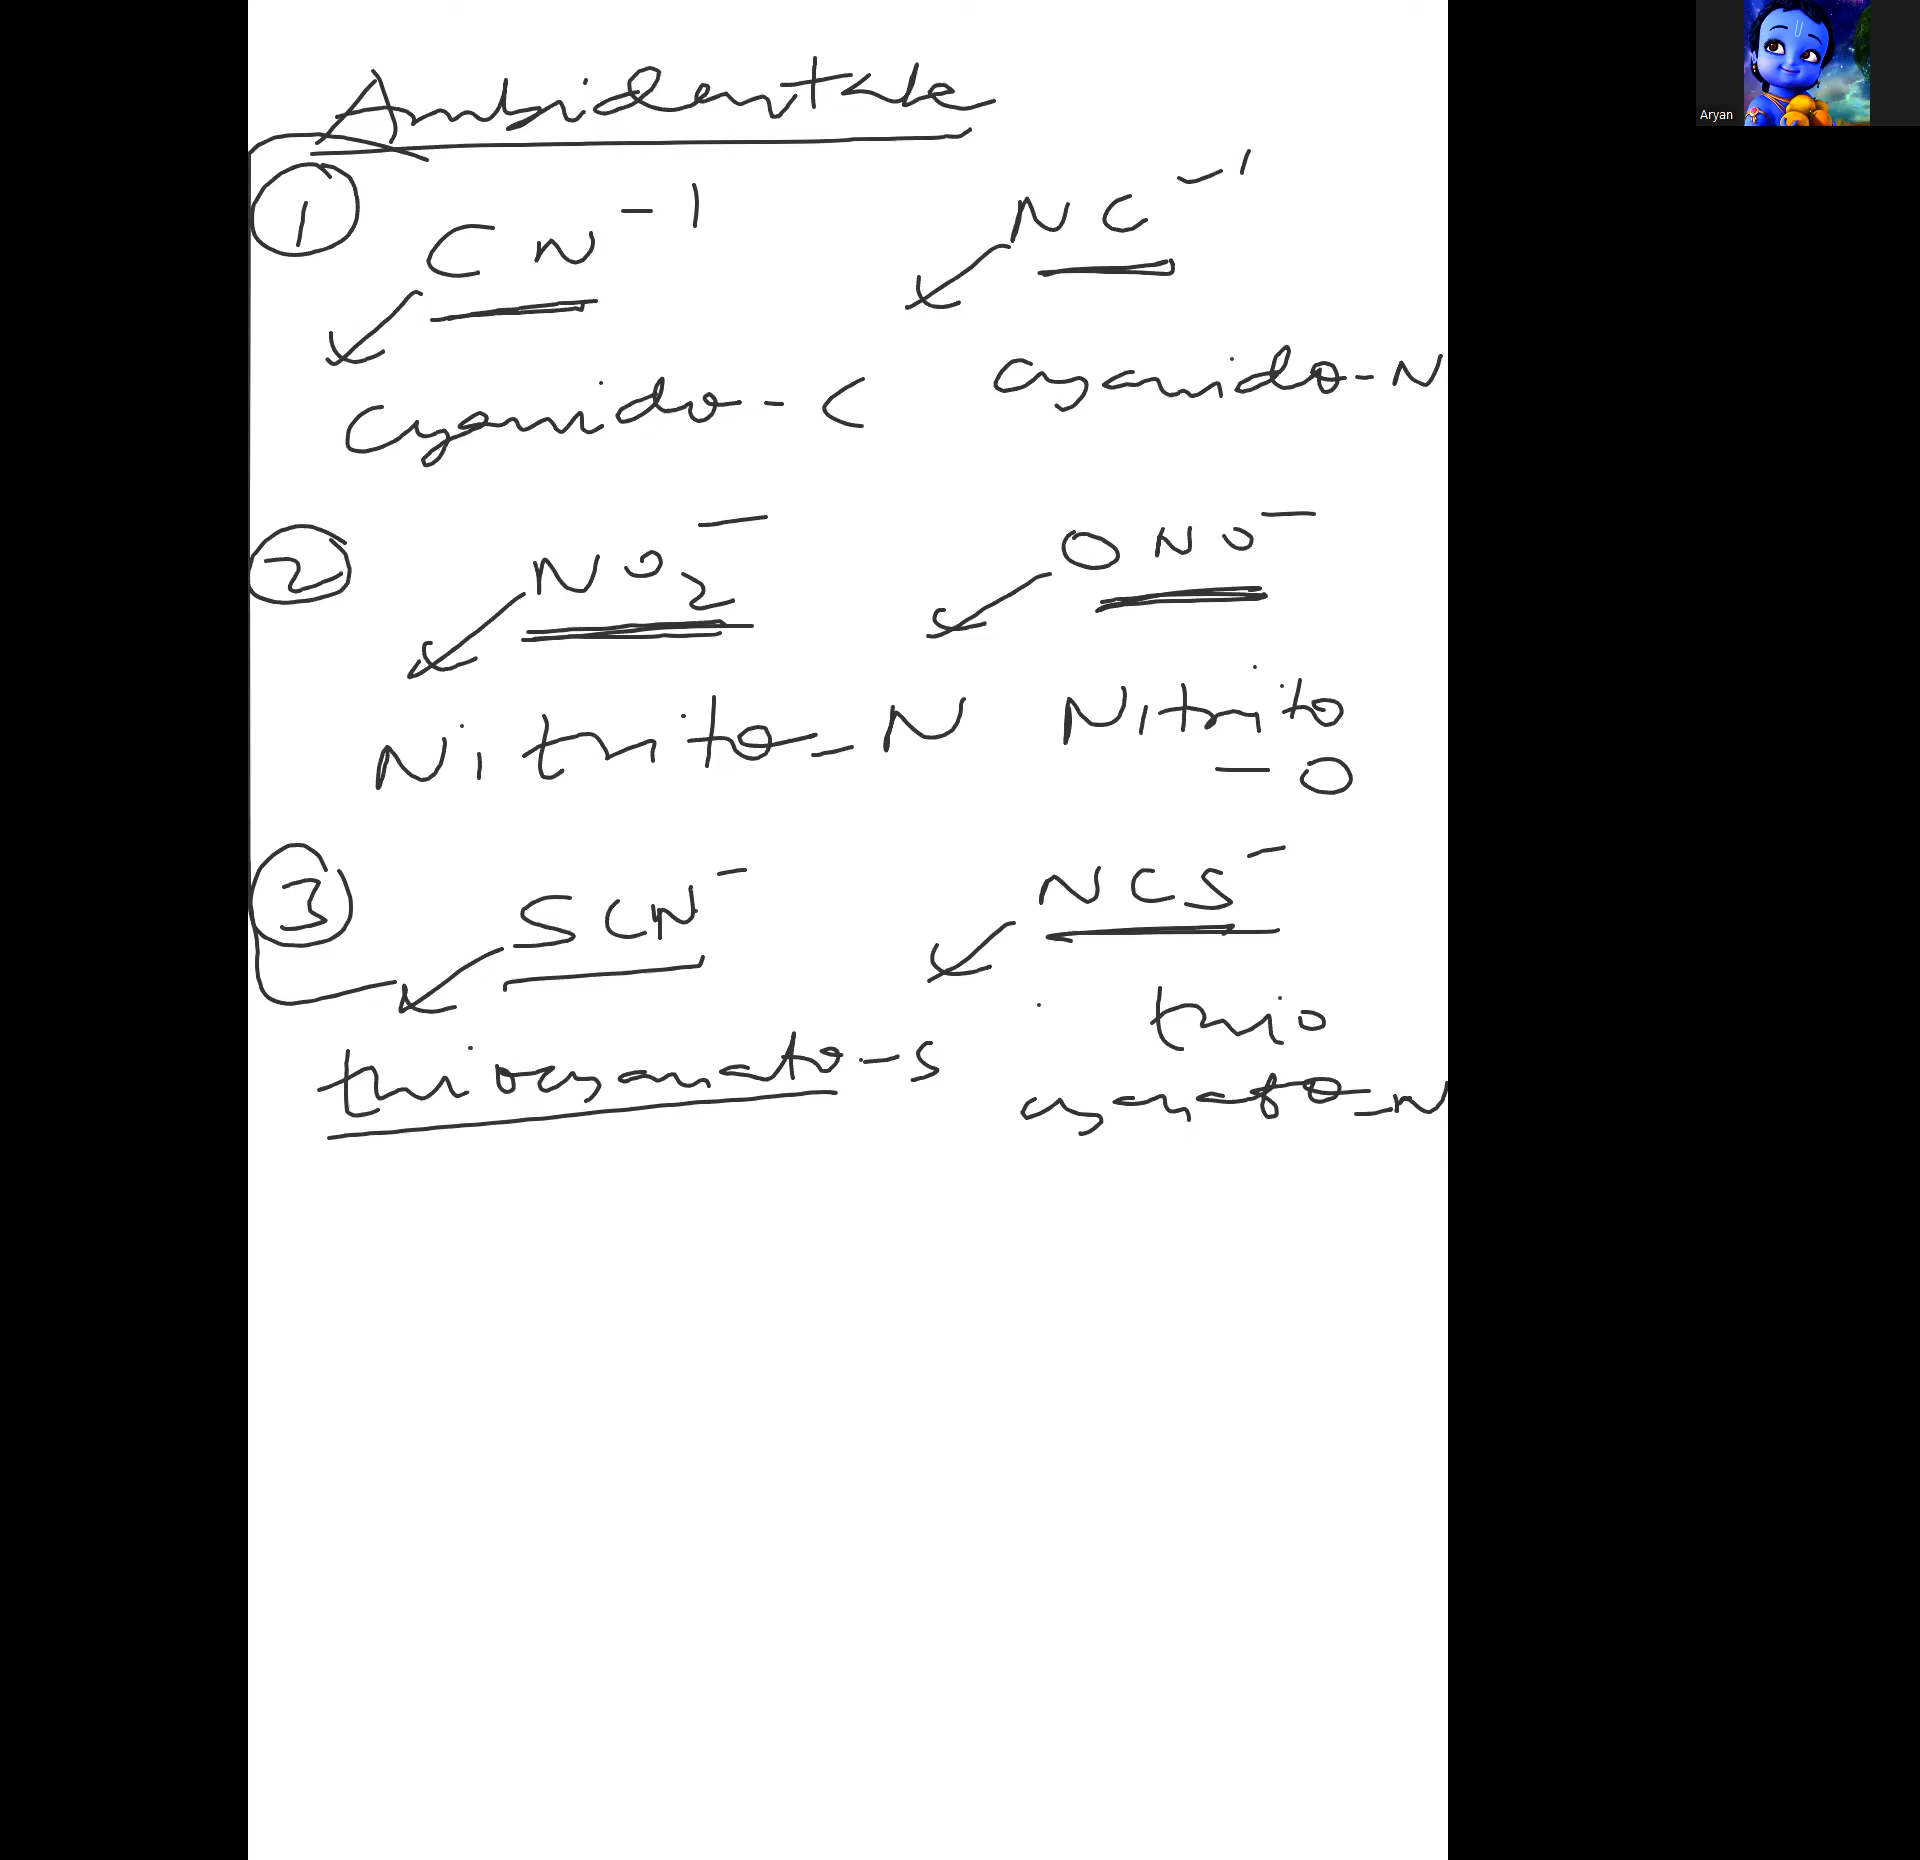 Ambidentate
Aryan
1
CN⁻¹
NC⁻¹
Cyanido - C
cyanido - N
2
NO₂⁻
ONO⁻
Nitrito - N
Nitrito
- O
3
SCN⁻
NCS⁻
thiocyanato - S
thio
cyanato - N